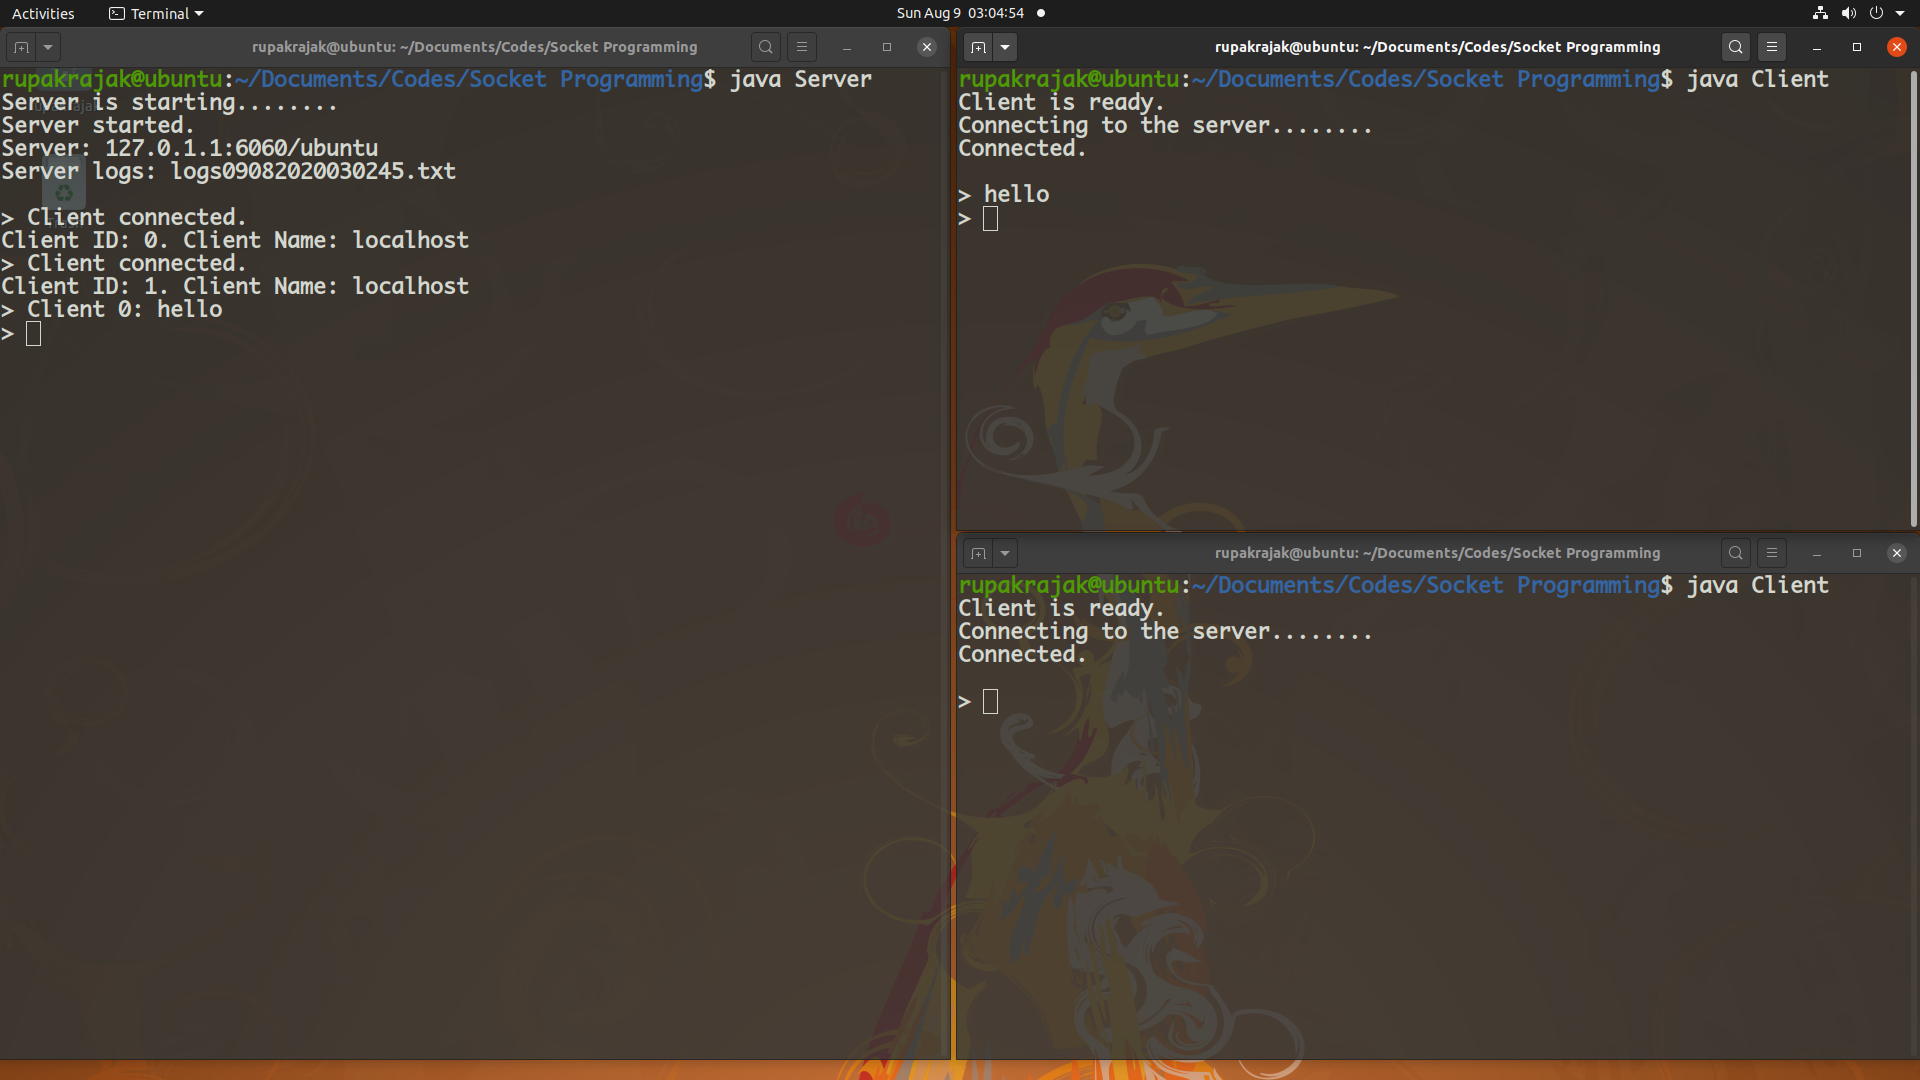 Activities
Terminal
Sun Aug 9 03:04:54
rupakrajak@ubuntu: ~/Documents/Codes/Socket Programming
rupakrajak@ubuntu:~/Documents/Codes/Socket Programming$ java Server
Server is starting........
Server started.
Server: 127.0.1.1:6060/ubuntu
Server logs: logs09082020030245.txt
> Client connected.
Client ID: 0. Client Name: localhost
> Client connected.
Client ID: 1. Client Name: localhost
> Client 0: hello
>
rupakrajak@ubuntu: ~/Documents/Codes/Socket Programming
rupakrajak@ubuntu:~/Documents/Codes/Socket Programming$ java Client
Client is ready.
Connecting to the server........
Connected.
> hello
>
rupakrajak@ubuntu: ~/Documents/Codes/Socket Programming
rupakrajak@ubuntu:~/Documents/Codes/Socket Programming$ java Client
Client is ready.
Connecting to the server........
Connected.
>